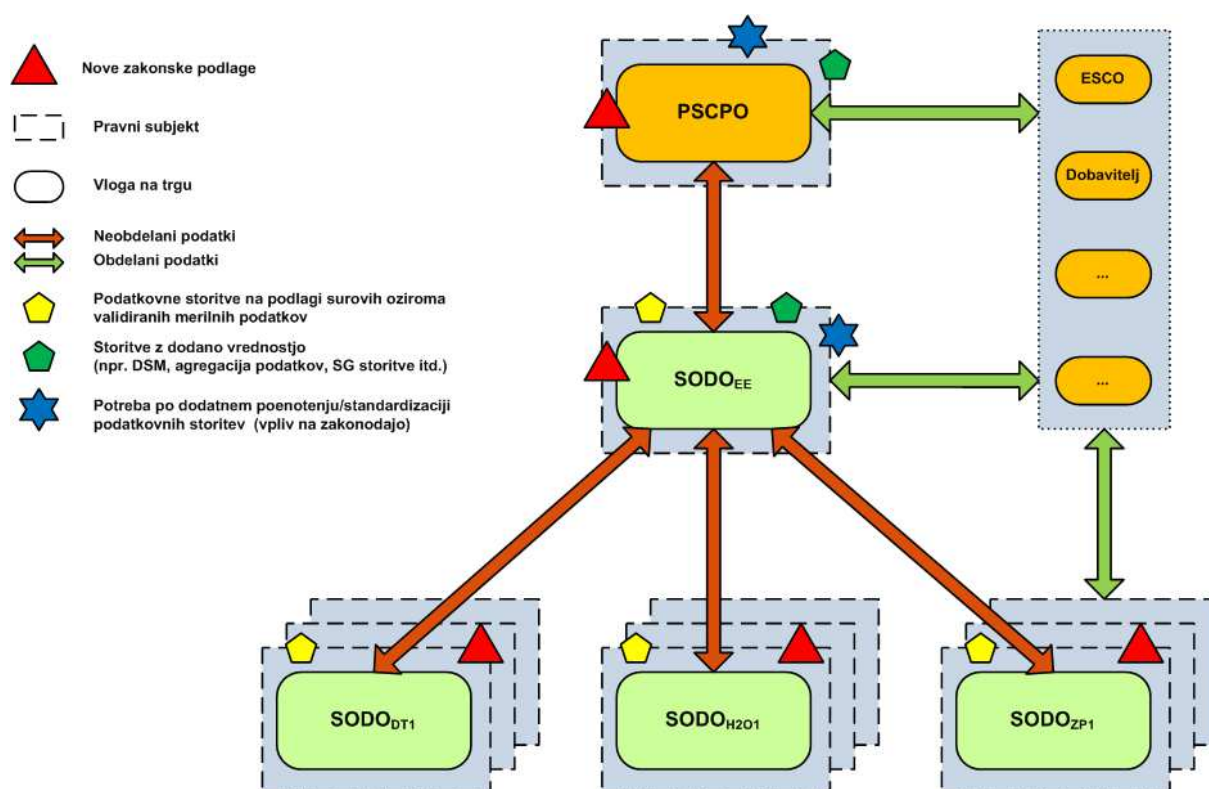 Nove zakonske podlage
Pravni subjekt
Vloga na trgu
Neobdelani podatki
Obdelani podatki
Podatkovne storitve na podlagi surovih oziroma
validiranih merilnih podatkov
Storitve z dodano vrednostjo
(npr. DSM, agregacija podatkov, SG storitve itd.)
Potreba po dodatnem poenotenju/standardizaciji
podatkovnih storitev (vpliv na zakonodajo)
PSCPO
ESCO
Dobavitelj
...
...
SODOEE
SODODT1
SODOH2O1
SODOZP1